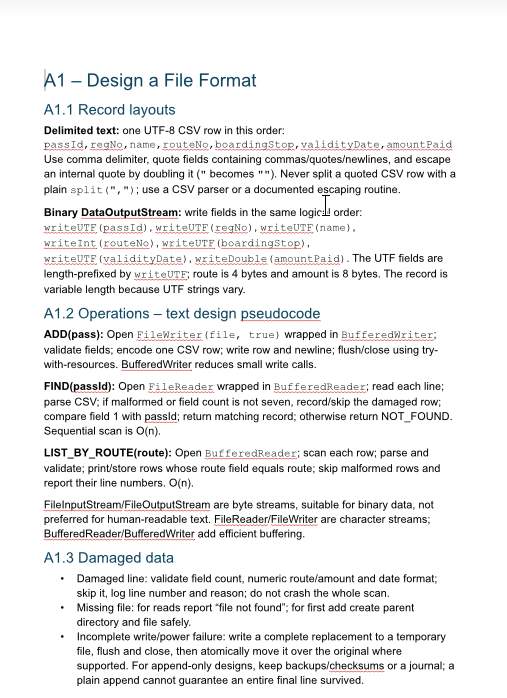 A1 – Design a File Format
A1.1 Record layouts
Delimited text: one UTF-8 CSV row in this order:
passId,regNo,name,routeNo,boardingStop,validityDate,amountPaid
Use comma delimiter, quote fields containing commas/quotes/newlines, and escape
an internal quote by doubling it (" becomes ""). Never split a quoted CSV row with a
plain split(","); use a CSV parser or a documented escaping routine.
Binary DataOutputStream: write fields in the same logical order:
writeUTF(passId), writeUTF(regNo), writeUTF(name),
writeInt(routeNo), writeUTF(boardingStop),
writeUTF(validityDate), writeDouble(amountPaid). The UTF fields are
length-prefixed by writeUTF; route is 4 bytes and amount is 8 bytes. The record is
variable length because UTF strings vary.
A1.2 Operations – text design pseudocode
ADD(pass): Open FileWriter(file, true) wrapped in BufferedWriter;
validate fields; encode one CSV row; write row and newline; flush/close using try-
with-resources. BufferedWriter reduces small write calls.
FIND(passId): Open FileReader wrapped in BufferedReader; read each line;
parse CSV; if malformed or field count is not seven, record/skip the damaged row;
compare field 1 with passId; return matching record; otherwise return NOT_FOUND.
Sequential scan is O(n).
LIST_BY_ROUTE(route): Open BufferedReader; scan each row; parse and
validate; print/store rows whose route field equals route; skip malformed rows and
report their line numbers. O(n).
FileInputStream/FileOutputStream are byte streams, suitable for binary data, not
preferred for human-readable text. FileReader/FileWriter are character streams;
BufferedReader/BufferedWriter add efficient buffering.
A1.3 Damaged data
• Damaged line: validate field count, numeric route/amount and date format;
skip it, log line number and reason; do not crash the whole scan.
• Missing file: for reads report “file not found”; for first add create parent
directory and file safely.
• Incomplete write/power failure: write a complete replacement to a temporary
file, flush and close, then atomically move it over the original where
supported. For append-only designs, keep backups/checksums or a journal; a
plain append cannot guarantee an entire final line survived.